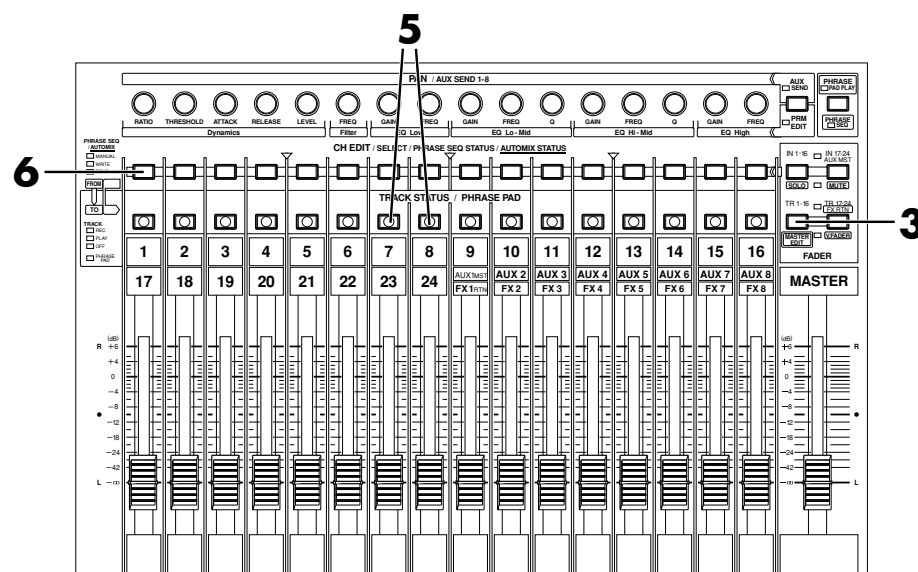 5
PAN / AUX SEND 1-8
AUX SEND
PHRASE
PAD PLAY
RATIO THRESHOLD ATTACK RELEASE LEVEL FREQ GAIN FREQ GAIN FREQ Q GAIN FREQ Q GAIN FREQ
PRM EDIT
PHRASE SEQ
Dynamics Filter EQ Low EQ Lo - Mid EQ Hi - Mid EQ High
PHRASE SEQ
/AUTOMIX
CH EDIT / SELECT / PHRASE SEQ STATUS / AUTOMIX STATUS
MANUAL
WRITE
6
IN 1-16 IN 17-24
AUX MST
SOLO MUTE
FROM
TO
TRACK STATUS / PHRASE PAD
TR 1-16 TR 17-24
FX RTN
3
TRACK
REC
PLAY
OFF
PHRASE PAD
MASTER EDIT
V.FADER
FADER
1 2 3 4 5 6 7 8 9 10 11 12 13 14 15 16
17 18 19 20 21 22 23 24 AUX1MST AUX 2 AUX 3 AUX 4 AUX 5 AUX 6 AUX 7 AUX 8
FX1RTN FX 2 FX 3 FX 4 FX 5 FX 6 FX 7 FX 8
MASTER
(dB) (dB)
R +6 +6 R
+4 +4
0 0
-4 -4
-8 -8
-12 -12
-18 -18
-24 -24
-42 -42
L -∞ -∞ L